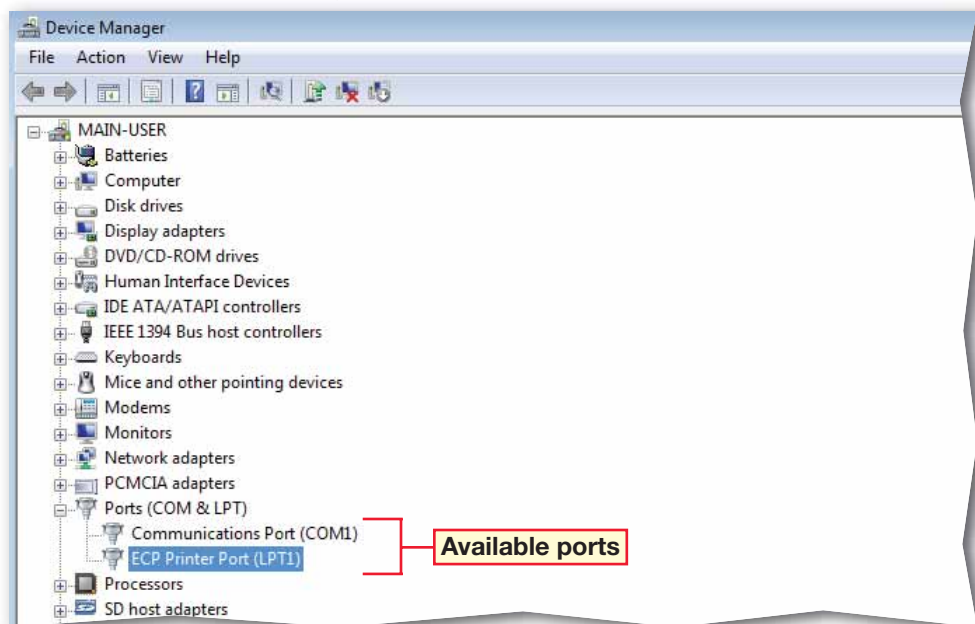 Device Manager
File Action View Help
MAIN-USER
Batteries
Computer
Disk drives
Display adapters
DVD/CD-ROM drives
Human Interface Devices
IDE ATA/ATAPI controllers
IEEE 1394 Bus host controllers
Keyboards
Mice and other pointing devices
Modems
Monitors
Network adapters
PCMCIA adapters
Ports (COM & LPT)
Communications Port (COM1)
ECP Printer Port (LPT1)
Available ports
Processors
SD host adapters